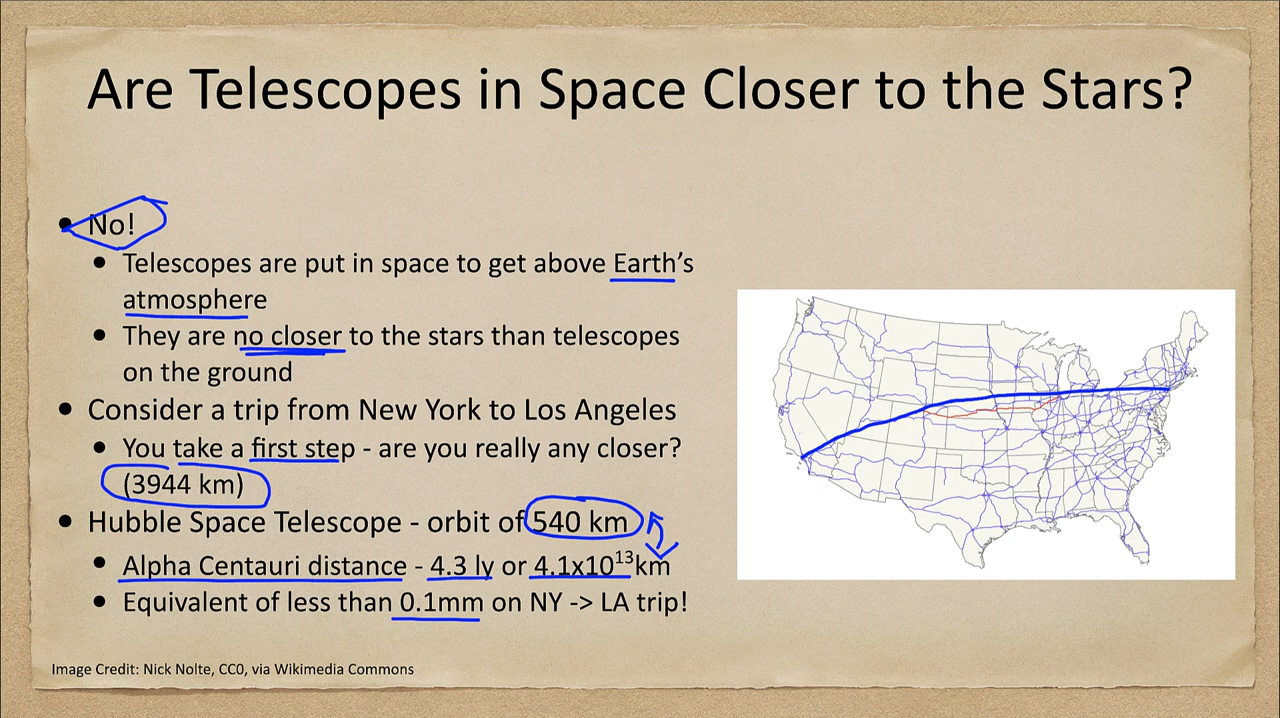 Are Telescopes in Space Closer to the Stars?
• No!
• Telescopes are put in space to get above Earth's
atmosphere
• They are no closer to the stars than telescopes
on the ground
• Consider a trip from New York to Los Angeles
• You take a first step - are you really any closer?
(3944 km)
• Hubble Space Telescope - orbit of 540 km
• Alpha Centauri distance - 4.3 ly or 4.1x10¹³km
• Equivalent of less than 0.1mm on NY -> LA trip!
Image Credit: Nick Nolte, CC0, via Wikimedia Commons